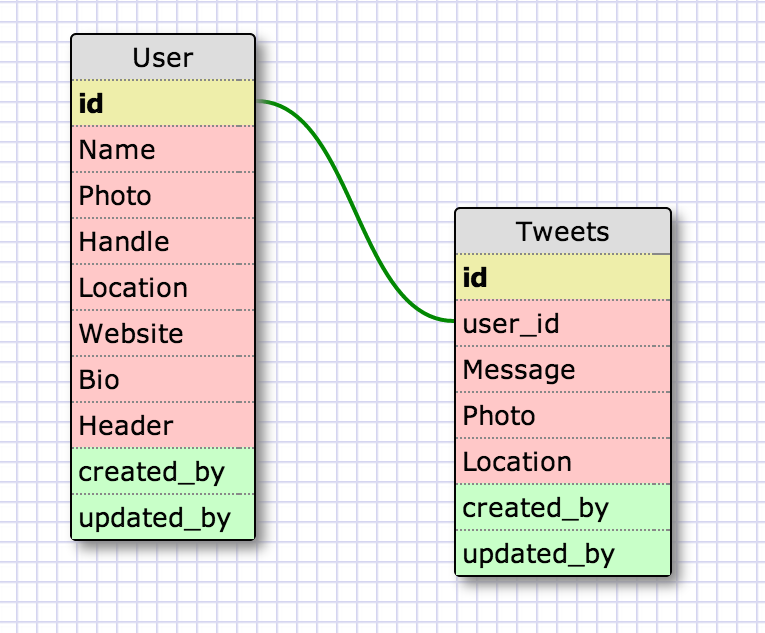 User
id
Name
Photo
Handle
Location
Website
Bio
Header
created_by
updated_by
Tweets
id
user_id
Message
Photo
Location
created_by
updated_by